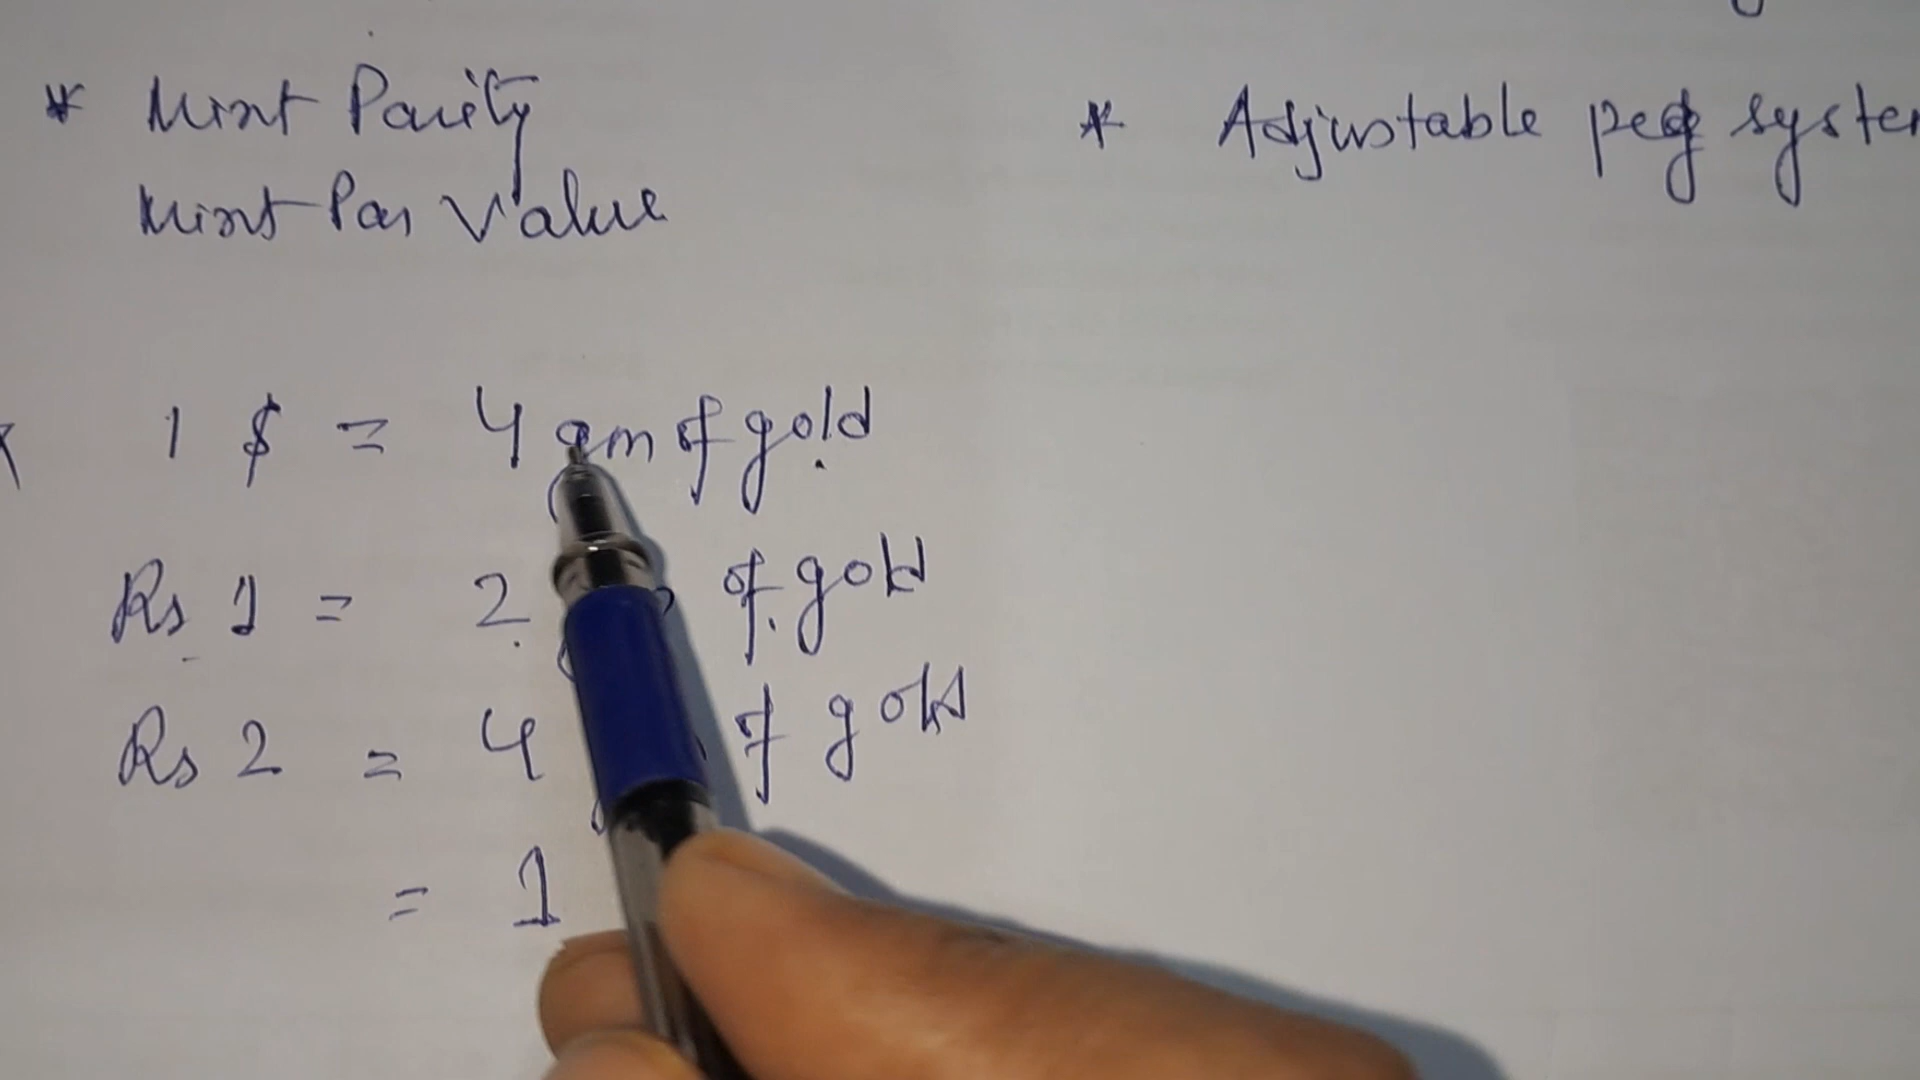 * Mint Parity
Mint Par Value
* Adjustable peg system
1 $ = 4 gm of gold
Rs 1 = 2 of gold
Rs 2 = 4 of gold
= 1